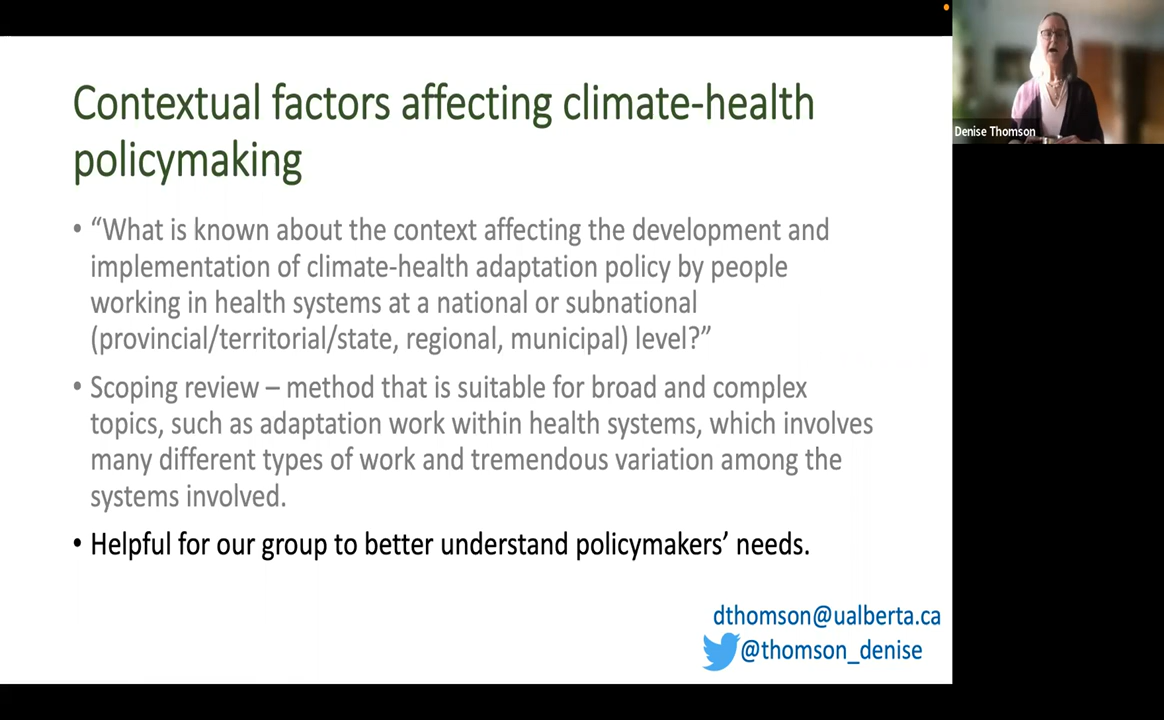 Contextual factors affecting climate-health
policymaking
• “What is known about the context affecting the development and
implementation of climate-health adaptation policy by people
working in health systems at a national or subnational
(provincial/territorial/state, regional, municipal) level?”
• Scoping review – method that is suitable for broad and complex
topics, such as adaptation work within health systems, which involves
many different types of work and tremendous variation among the
systems involved.
• Helpful for our group to better understand policymakers’ needs.
dthomson@ualberta.ca
@thomson_denise
Denise Thomson